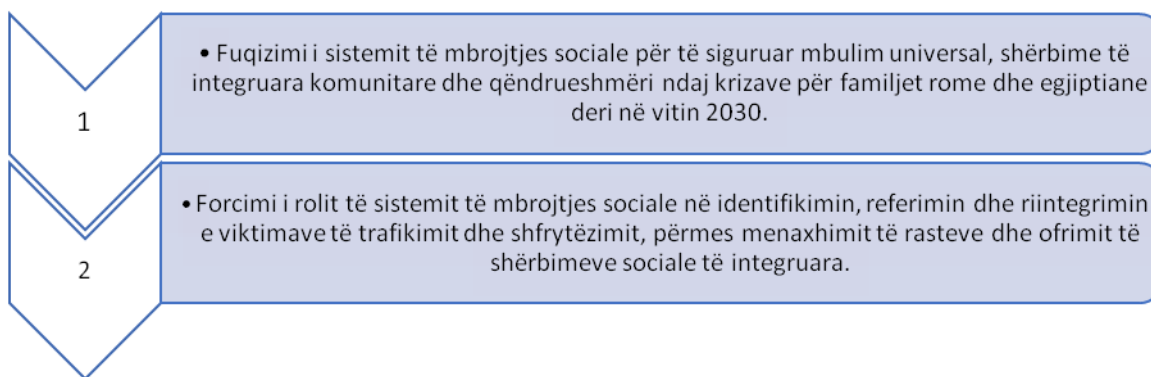 1
• Fuqizimi i sistemit të mbrojtjes sociale për të siguruar mbulim universal, shërbime të
integruara komunitare dhe qëndrueshmëri ndaj krizave për familjet rome dhe egjiptiane
deri në vitin 2030.
2
• Forcimi i rolit të sistemit të mbrojtjes sociale në identifikimin, referimin dhe riintegrimin
e viktimave të trafikimit dhe shfrytëzimit, përmes menaxhimit të rasteve dhe ofrimit të
shërbimeve sociale të integruara.